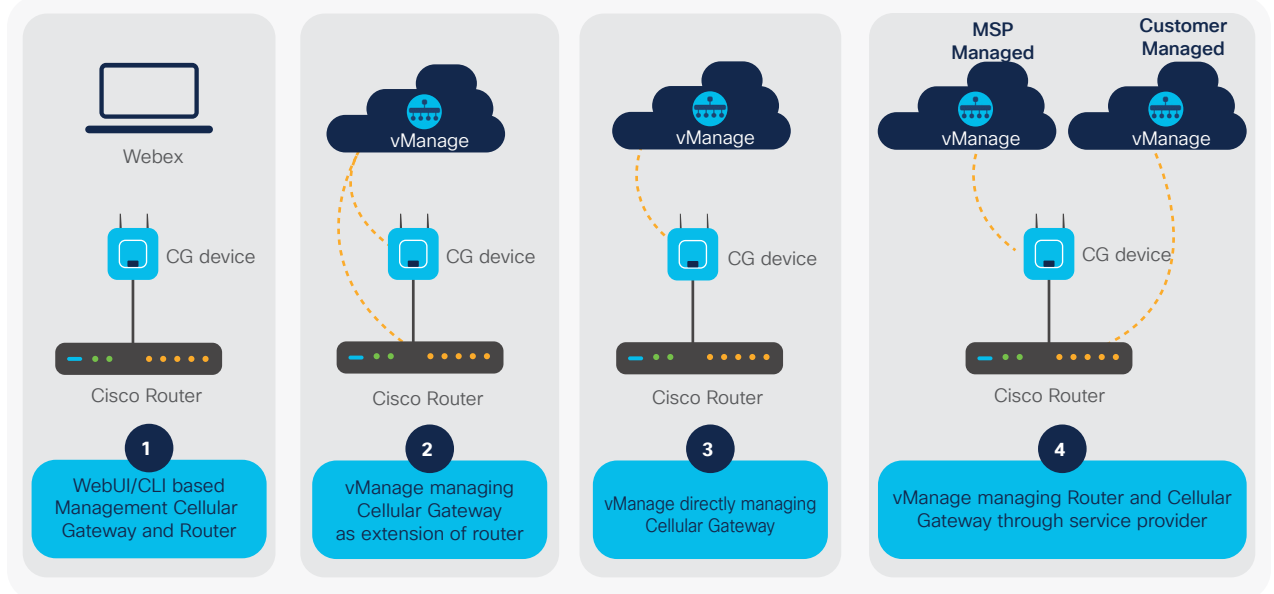 Webex
CG device
Cisco Router
1
WebUI/CLI based
Management Cellular
Gateway and Router
vManage
CG device
Cisco Router
2
vManage managing
Cellular Gateway
as extension of router
vManage
CG device
Cisco Router
3
vManage directly managing
Cellular Gateway
MSP
Managed
vManage
Customer
Managed
vManage
CG device
Cisco Router
4
vManage managing Router and Cellular
Gateway through service provider